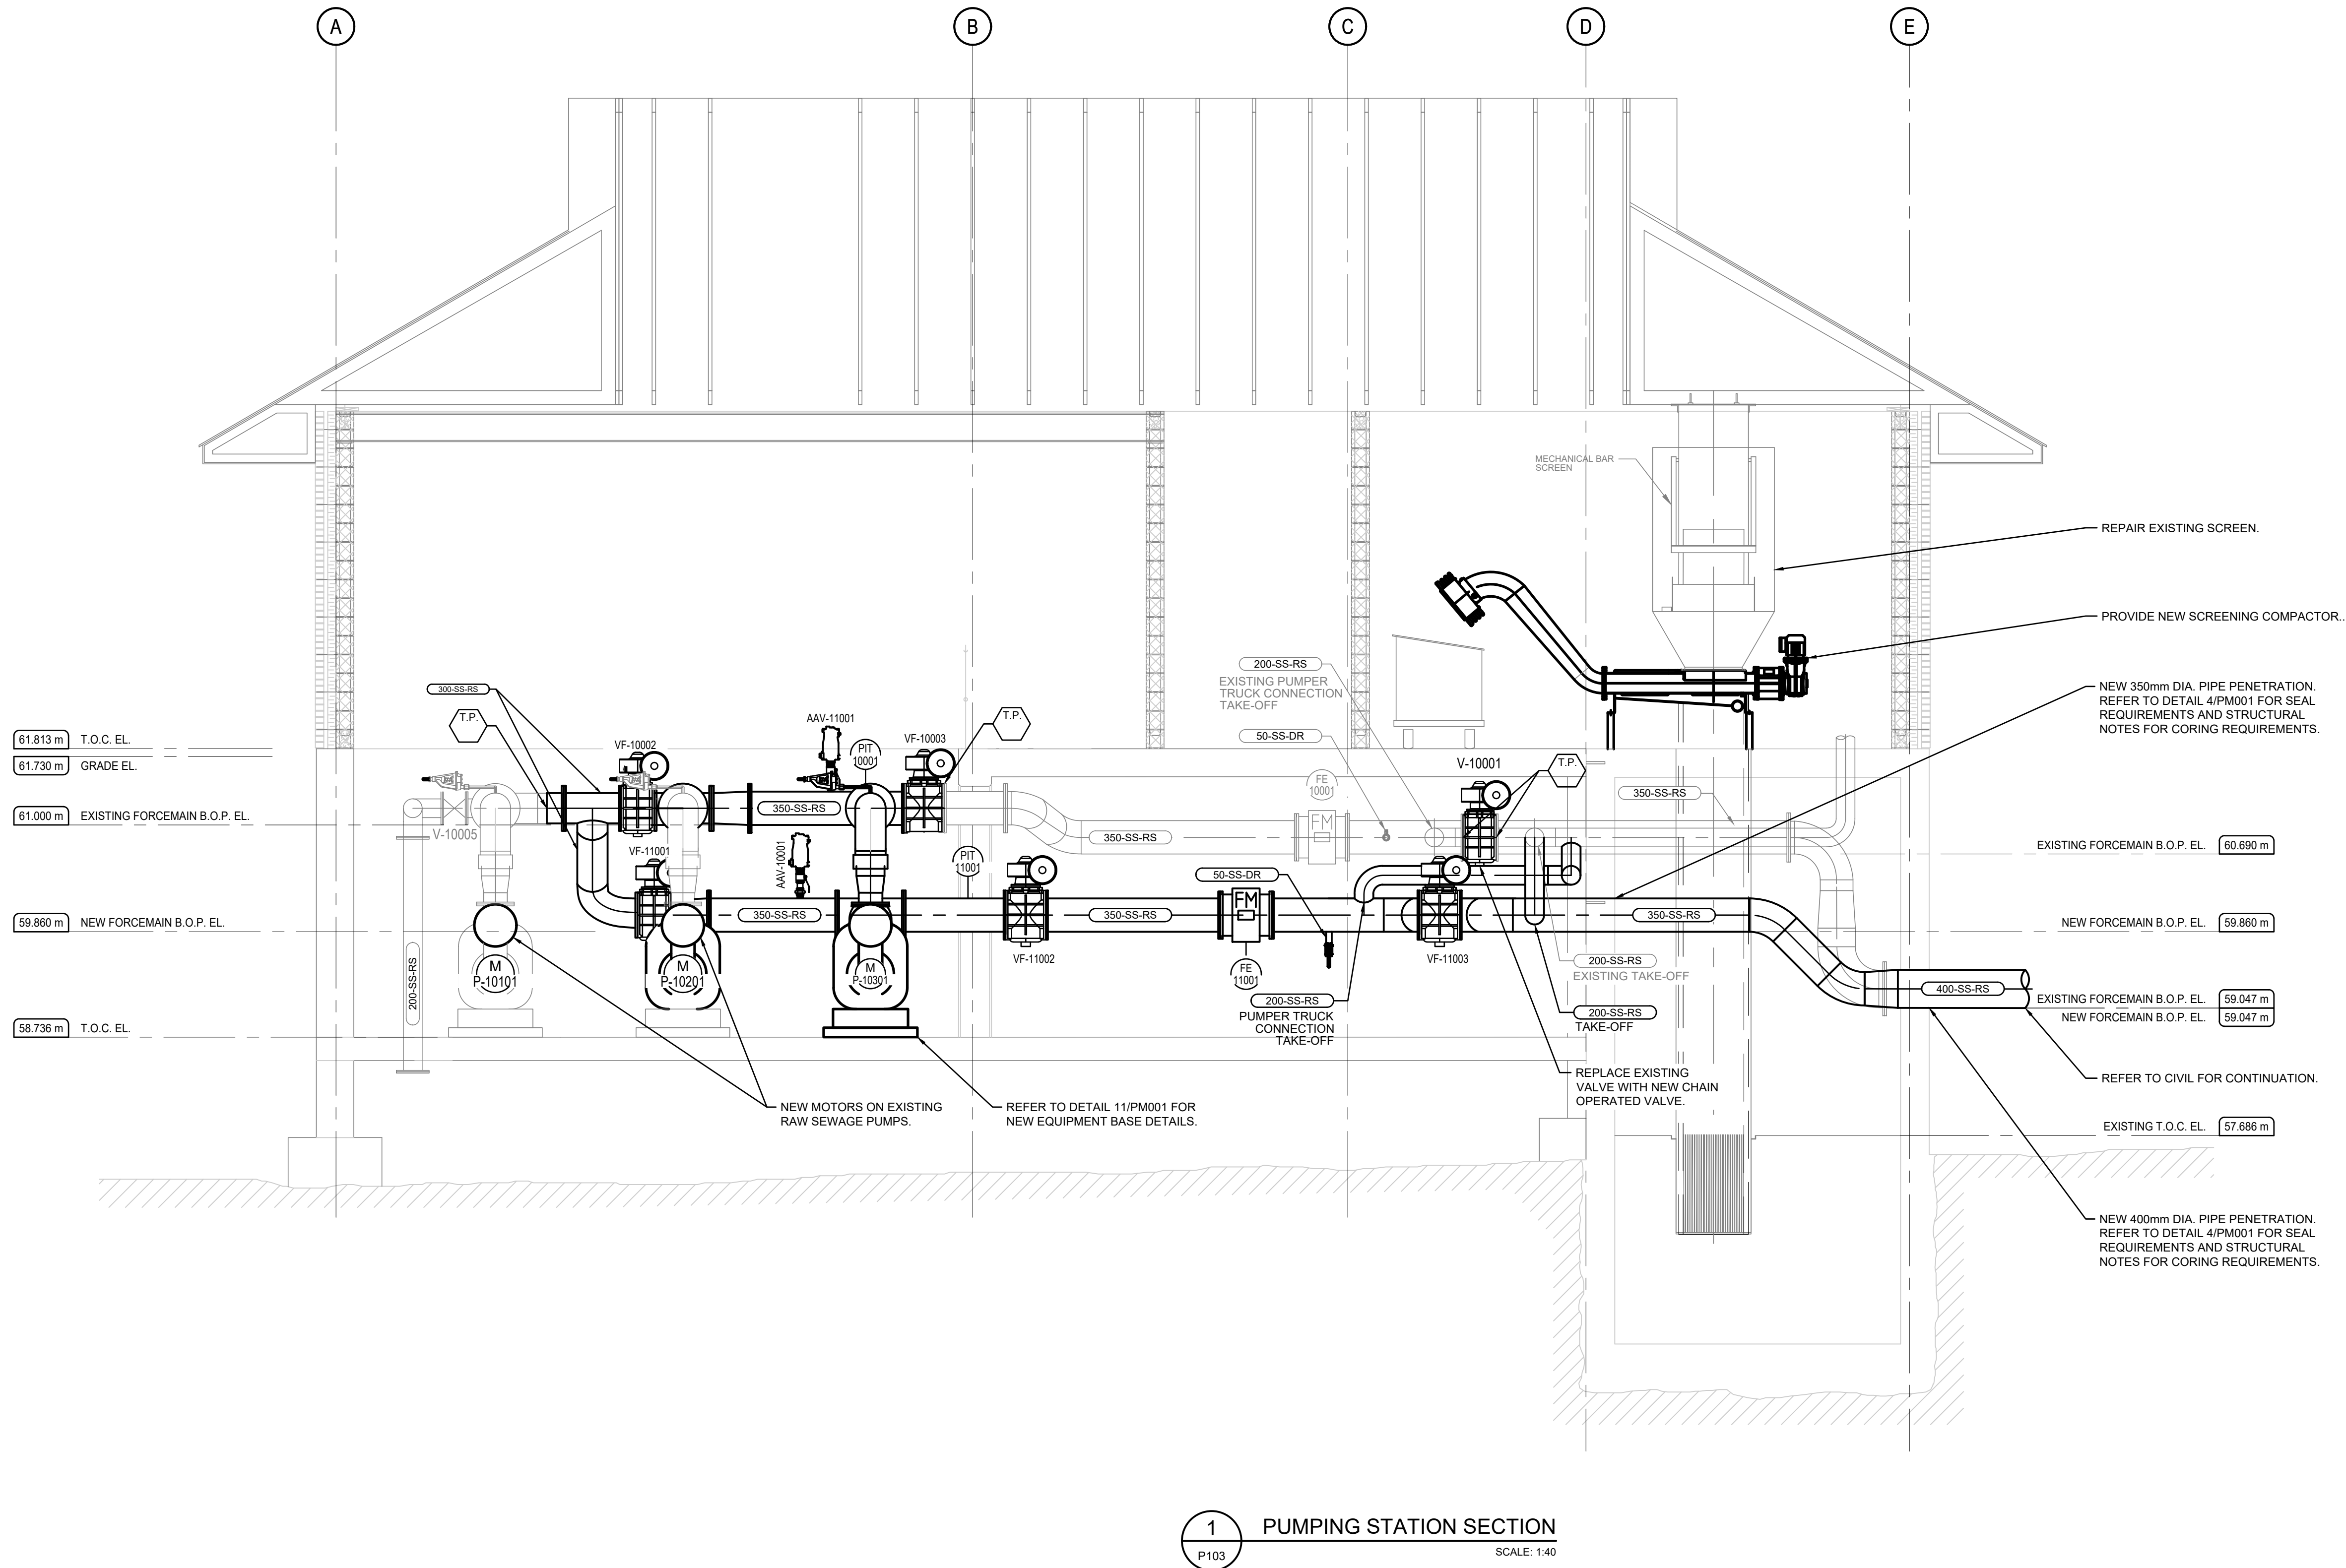 A
B
C
D
E
MECHANICAL BAR
SCREEN
REPAIR EXISTING SCREEN.
PROVIDE NEW SCREENING COMPACTOR..
200-SS-RS
EXISTING PUMPER
TRUCK CONNECTION
TAKE-OFF
NEW 350mm DIA. PIPE PENETRATION.
REFER TO DETAIL 4/PM001 FOR SEAL
REQUIREMENTS AND STRUCTURAL
NOTES FOR CORING REQUIREMENTS.
300-SS-RS
T.P.
AAV-11001
T.P.
50-SS-DR
61.813 m T.O.C. EL.
VF-10002
PIT
10001
VF-10003
61.730 m GRADE EL.
V-10001
T.P.
FE
10001
350-SS-RS
350-SS-RS
61.000 m EXISTING FORCEMAIN B.O.P. EL.
V-10005
350-SS-RS
FM
EXISTING FORCEMAIN B.O.P. EL. 60.690 m
VF-11001
AAV-10001
PIT
11001
50-SS-DR
FM
59.860 m NEW FORCEMAIN B.O.P. EL.
350-SS-RS
350-SS-RS
350-SS-RS
NEW FORCEMAIN B.O.P. EL. 59.860 m
VF-11002
VF-11003
200-SS-RS
EXISTING TAKE-OFF
M
P-10101
M
P-10201
M
P-10301
FE
11001
200-SS-RS
200-SS-RS
PUMPER TRUCK
CONNECTION
TAKE-OFF
200-SS-RS
TAKE-OFF
400-SS-RS
EXISTING FORCEMAIN B.O.P. EL. 59.047 m
NEW FORCEMAIN B.O.P. EL. 59.047 m
58.736 m T.O.C. EL.
REPLACE EXISTING
VALVE WITH NEW CHAIN
OPERATED VALVE.
REFER TO CIVIL FOR CONTINUATION.
NEW MOTORS ON EXISTING
RAW SEWAGE PUMPS.
REFER TO DETAIL 11/PM001 FOR
NEW EQUIPMENT BASE DETAILS.
EXISTING T.O.C. EL. 57.686 m
NEW 400mm DIA. PIPE PENETRATION.
REFER TO DETAIL 4/PM001 FOR SEAL
REQUIREMENTS AND STRUCTURAL
NOTES FOR CORING REQUIREMENTS.
1
P103
PUMPING STATION SECTION
SCALE: 1:40